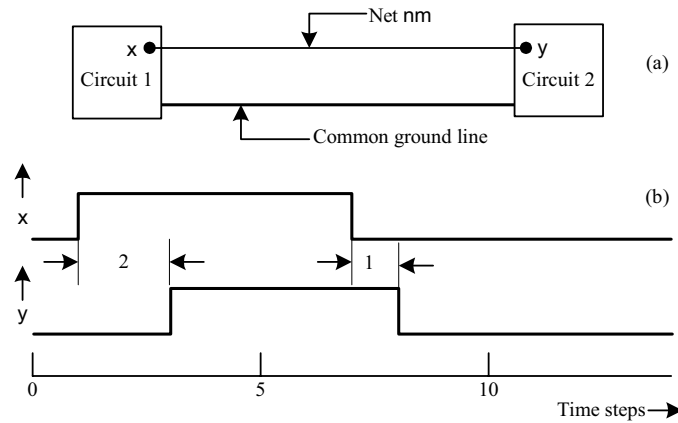 Net nm
x
y
Circuit 1
Circuit 2
(a)
Common ground line
(b)
x
2
1
y
0
5
10
Time steps